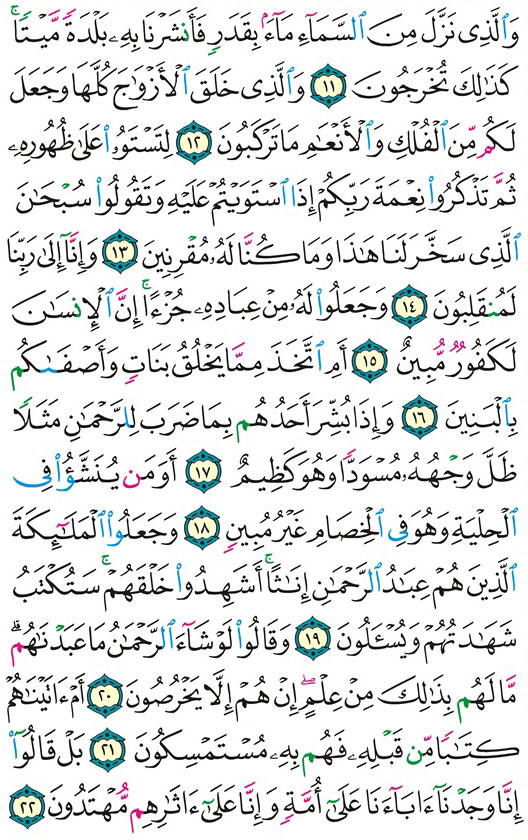 وَٱلَّذِى نَزَّلَ مِنَ ٱلسَّمَآءِ مَآءًۢ بِقَدَرٍ فَأَنشَرْنَا بِهِۦ بَلْدَةً مَّيْتًاۚ
كَذَٰلِكَ تُخْرَجُونَ ١١ وَٱلَّذِى خَلَقَ ٱلْأَزْوَٰجَ كُلَّهَا وَجَعَلَ
لَكُم مِّنَ ٱلْفُلْكِ وَٱلْأَنْعَٰمِ مَا تَرْكَبُونَ ١٢ لِتَسْتَوُۥا۟ عَلَىٰ ظُهُورِهِۦ
ثُمَّ تَذْكُرُوا۟ نِعْمَةَ رَبِّكُمْ إِذَا ٱسْتَوَيْتُمْ عَلَيْهِ وَتَقُولُوا۟ سُبْحَٰنَ
ٱلَّذِى سَخَّرَ لَنَا هَٰذَا وَمَا كُنَّا لَهُۥ مُقْرِنِينَ ١٣ وَإِنَّآ إِلَىٰ رَبِّنَا
لَمُنقَلِبُونَ ١٤ وَجَعَلُوا۟ لَهُۥ مِنْ عِبَادِهِۦ جُزْءًاۚ إِنَّ ٱلْإِنسَٰنَ
لَكَفُورٌ مُّبِينٌ ١٥ أَمِ ٱتَّخَذَ مِمَّا يَخْلُقُ بَنَاتٍ وَأَصْفَىٰكُم
بِٱلْبَنِينَ ١٦ وَإِذَا بُشِّرَ أَحَدُهُم بِمَا ضَرَبَ لِلرَّحْمَٰنِ مَثَلًا
ظَلَّ وَجْهُهُۥ مُسْوَدًّا وَهُوَ كَظِيمٌ ١٧ أَوَمَن يُنَشَّؤُا۟ فِى
ٱلْحِلْيَةِ وَهُوَ فِى ٱلْخِصَامِ غَيْرُ مُبِينٍ ١٨ وَجَعَلُوا۟ ٱلْمَلَٰٓئِكَةَ
ٱلَّذِينَ هُمْ عِبَٰدُ ٱلرَّحْمَٰنِ إِنَٰثًاۚ أَشَهِدُوا۟ خَلْقَهُمْۚ سَتُكْتَبُ
شَهَٰدَتُهُمْ وَيُسْـَٔلُونَ ١٩ وَقَالُوا۟ لَوْ شَآءَ ٱلرَّحْمَٰنُ مَا عَبَدْنَٰهُمۗ
مَّا لَهُم بِذَٰلِكَ مِنْ عِلْمٍۖ إِنْ هُمْ إِلَّا يَخْرُصُونَ ٢٠ أَمْ ءَاتَيْنَٰهُمْ
كِتَٰبًا مِّن قَبْلِهِۦ فَهُم بِهِۦ مُسْتَمْسِكُونَ ٢١ بَلْ قَالُوٓا۟
إِنَّا وَجَدْنَآ ءَابَآءَنَا عَلَىٰٓ أُمَّةٍ وَإِنَّا عَلَىٰٓ ءَاثَٰرِهِم مُّهْتَدُونَ ٢٢